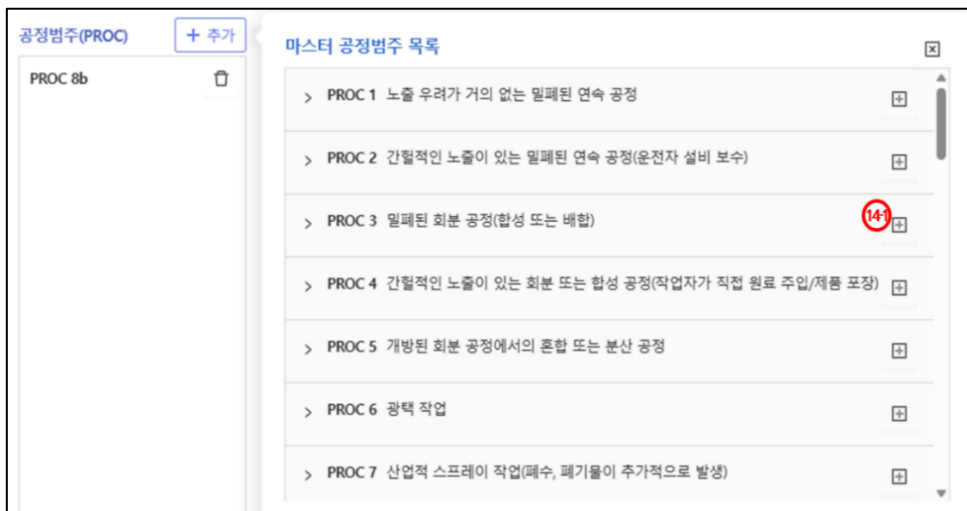 공정범주(PROC)
+ 추가
PROC 8b
마스터 공정범주 목록
PROC 1 노출 우려가 거의 없는 밀폐된 연속 공정
PROC 2 간헐적인 노출이 있는 밀폐된 연속 공정(운전자 설비 보수)
PROC 3 밀폐된 회분 공정(합성 또는 배합)
14-1
PROC 4 간헐적인 노출이 있는 회분 또는 합성 공정(작업자가 직접 원료 주입/제품 포장)
PROC 5 개방된 회분 공정에서의 혼합 또는 분산 공정
PROC 6 광택 작업
PROC 7 산업적 스프레이 작업(폐수, 폐기물이 추가적으로 발생)